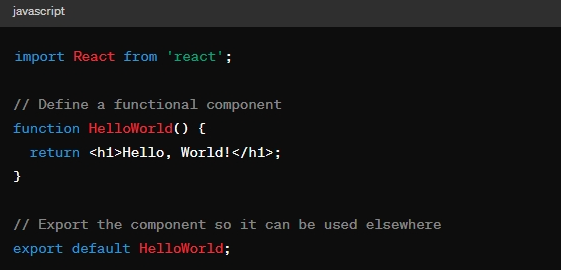 javascript
import React from 'react';
// Define a functional component
function HelloWorld() {
  return <h1>Hello, World!</h1>;
}
// Export the component so it can be used elsewhere
export default HelloWorld;